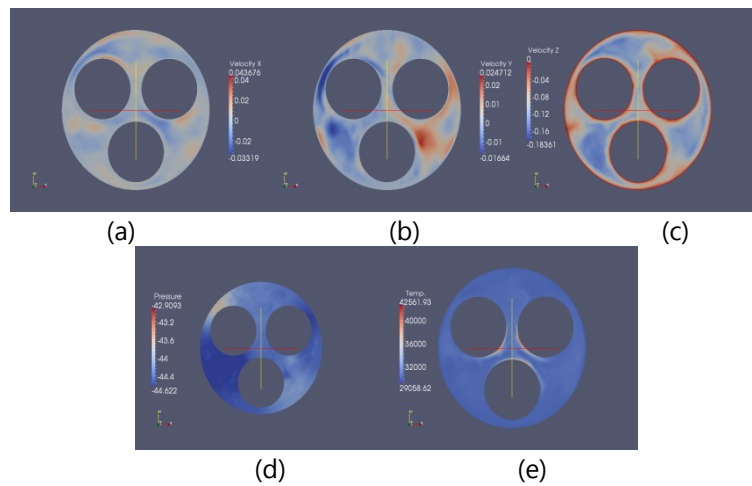 Velocity X
0.043676
0.04
0.02
0
-0.02
-0.03319
Velocity Y
0.024712
0.02
0.01
0
-0.01
-0.01664
Velocity Z
0
-0.04
-0.08
-0.12
-0.16
-0.18361
(a)
(b)
(c)
Pressure
-42.9093
-43.2
-43.6
-44
-44.4
-44.622
Temp.
42561.93
40000
36000
32000
29058.62
(d)
(e)